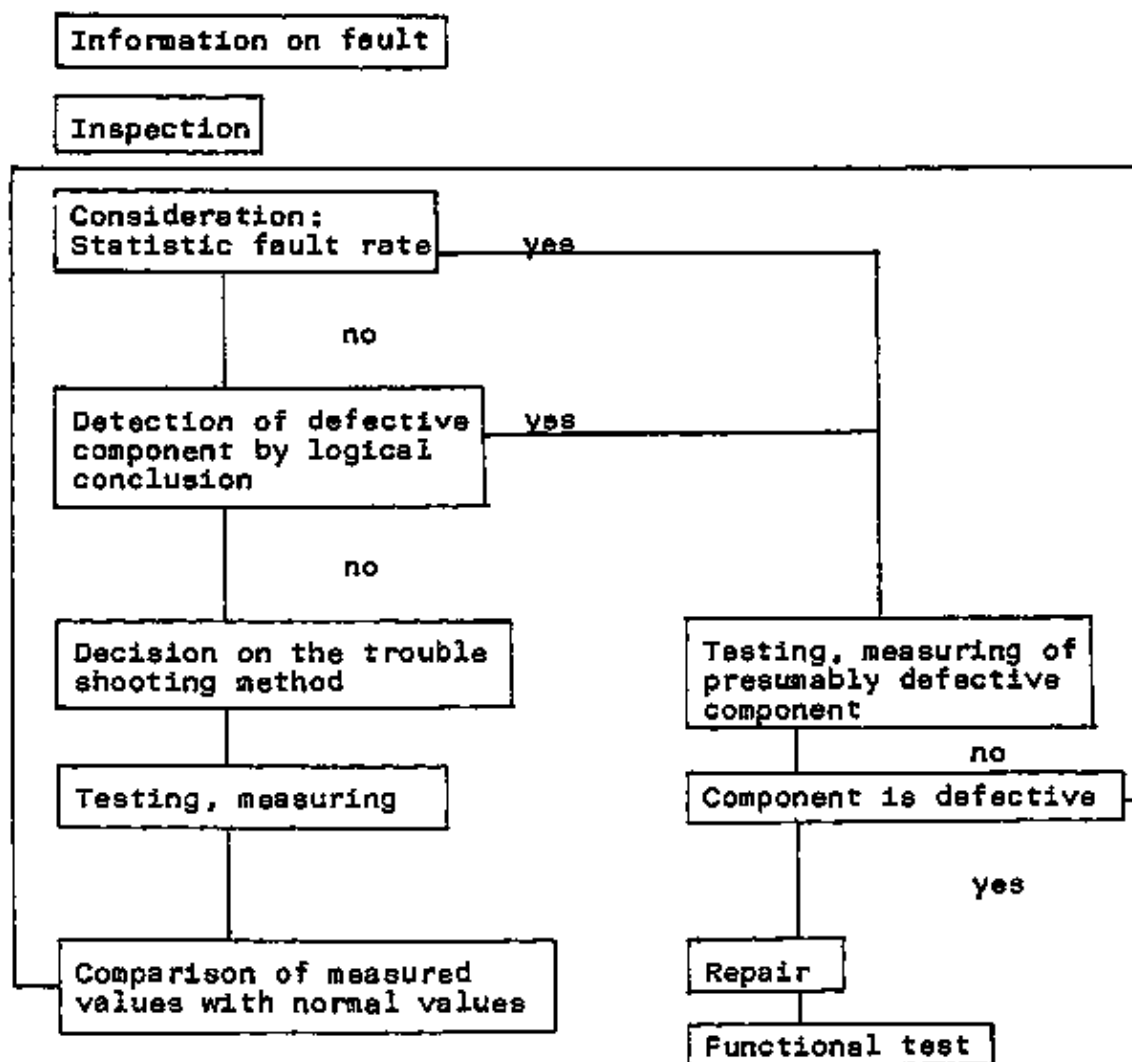 Information on fault
Inspection
Consideration:
Statistic fault rate
yes
no
Detection of defective
component by logical
conclusion
yes
no
Decision on the trouble
shooting method
Testing, measuring of
presumably defective
component
no
Testing, measuring
Component is defective
yes
Comparison of measured
values with normal values
Repair
Functional test